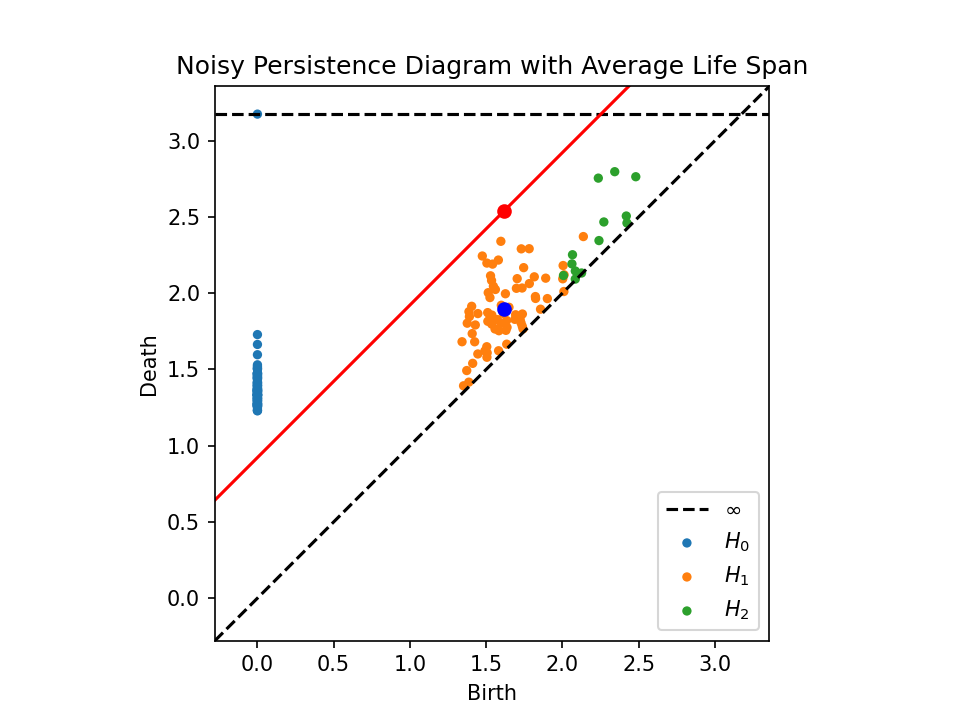 Noisy Persistence Diagram with Average Life Span
Death
3.0
2.5
2.0
1.5
1.0
0.5
0.0
∞
H₀
H₁
H₂
0.0 0.5 1.0 1.5 2.0 2.5 3.0
Birth